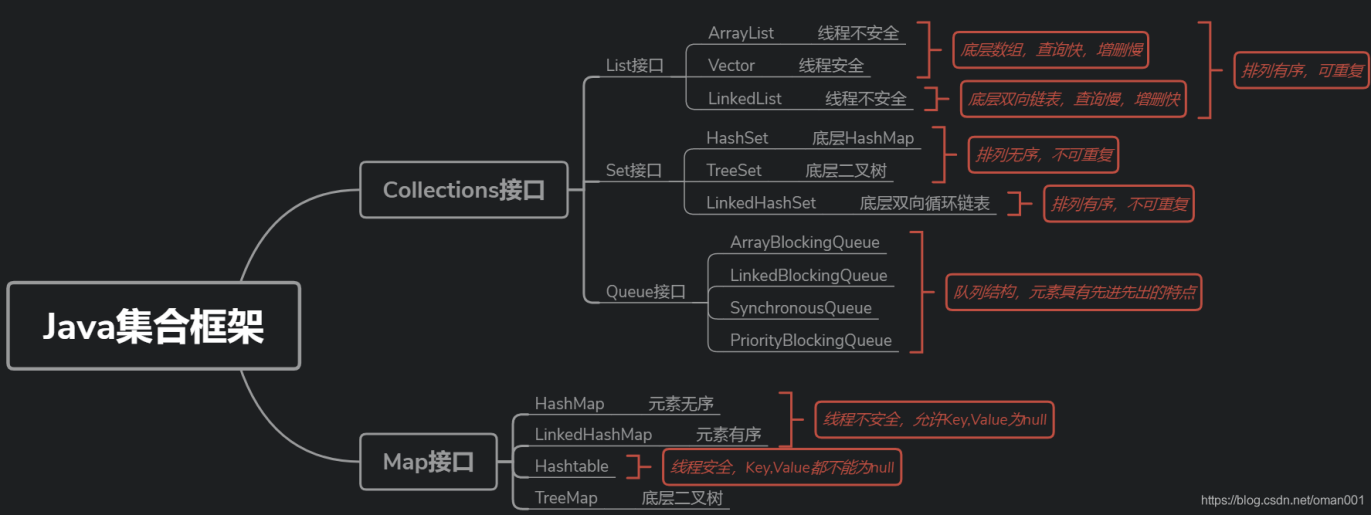 Java集合框架
Collections接口
List接口
ArrayList 线程不安全
Vector 线程安全
底层数组，查询快，增删慢
LinkedList 线程不安全
底层双向链表，查询慢，增删快
排列有序，可重复
Set接口
HashSet 底层HashMap
TreeSet 底层二叉树
排列无序，不可重复
LinkedHashSet 底层双向循环链表
排列有序，不可重复
Queue接口
ArrayBlockingQueue
LinkedBlockingQueue
SynchronousQueue
PriorityBlockingQueue
队列结构，元素具有先进先出的特点
Map接口
HashMap 元素无序
LinkedHashMap 元素有序
线程不安全，允许Key,Value为null
Hashtable
线程安全，Key,Value都不能为null
TreeMap 底层二叉树
https://blog.csdn.net/oman001